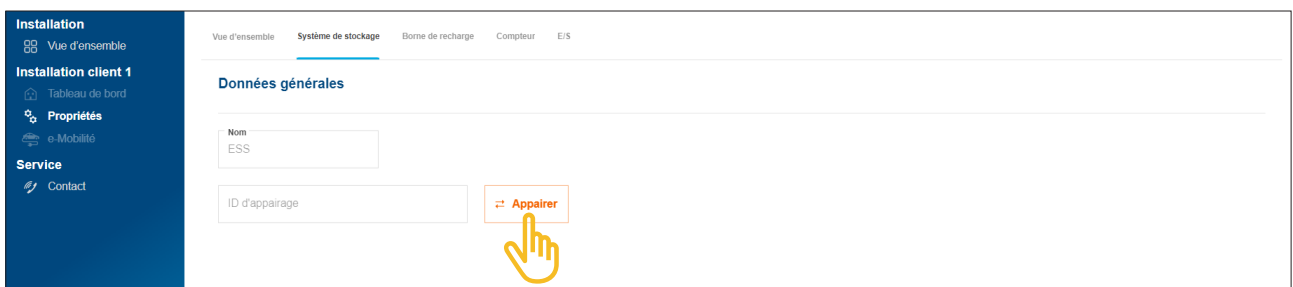 Installation
Vue d'ensemble
Installation client 1
Tableau de bord
Propriétés
e-Mobilité
Service
Contact
Vue d'ensemble Système de stockage Borne de recharge Compteur E/S
Données générales
Nom
ESS
ID d'appairage
Appairer